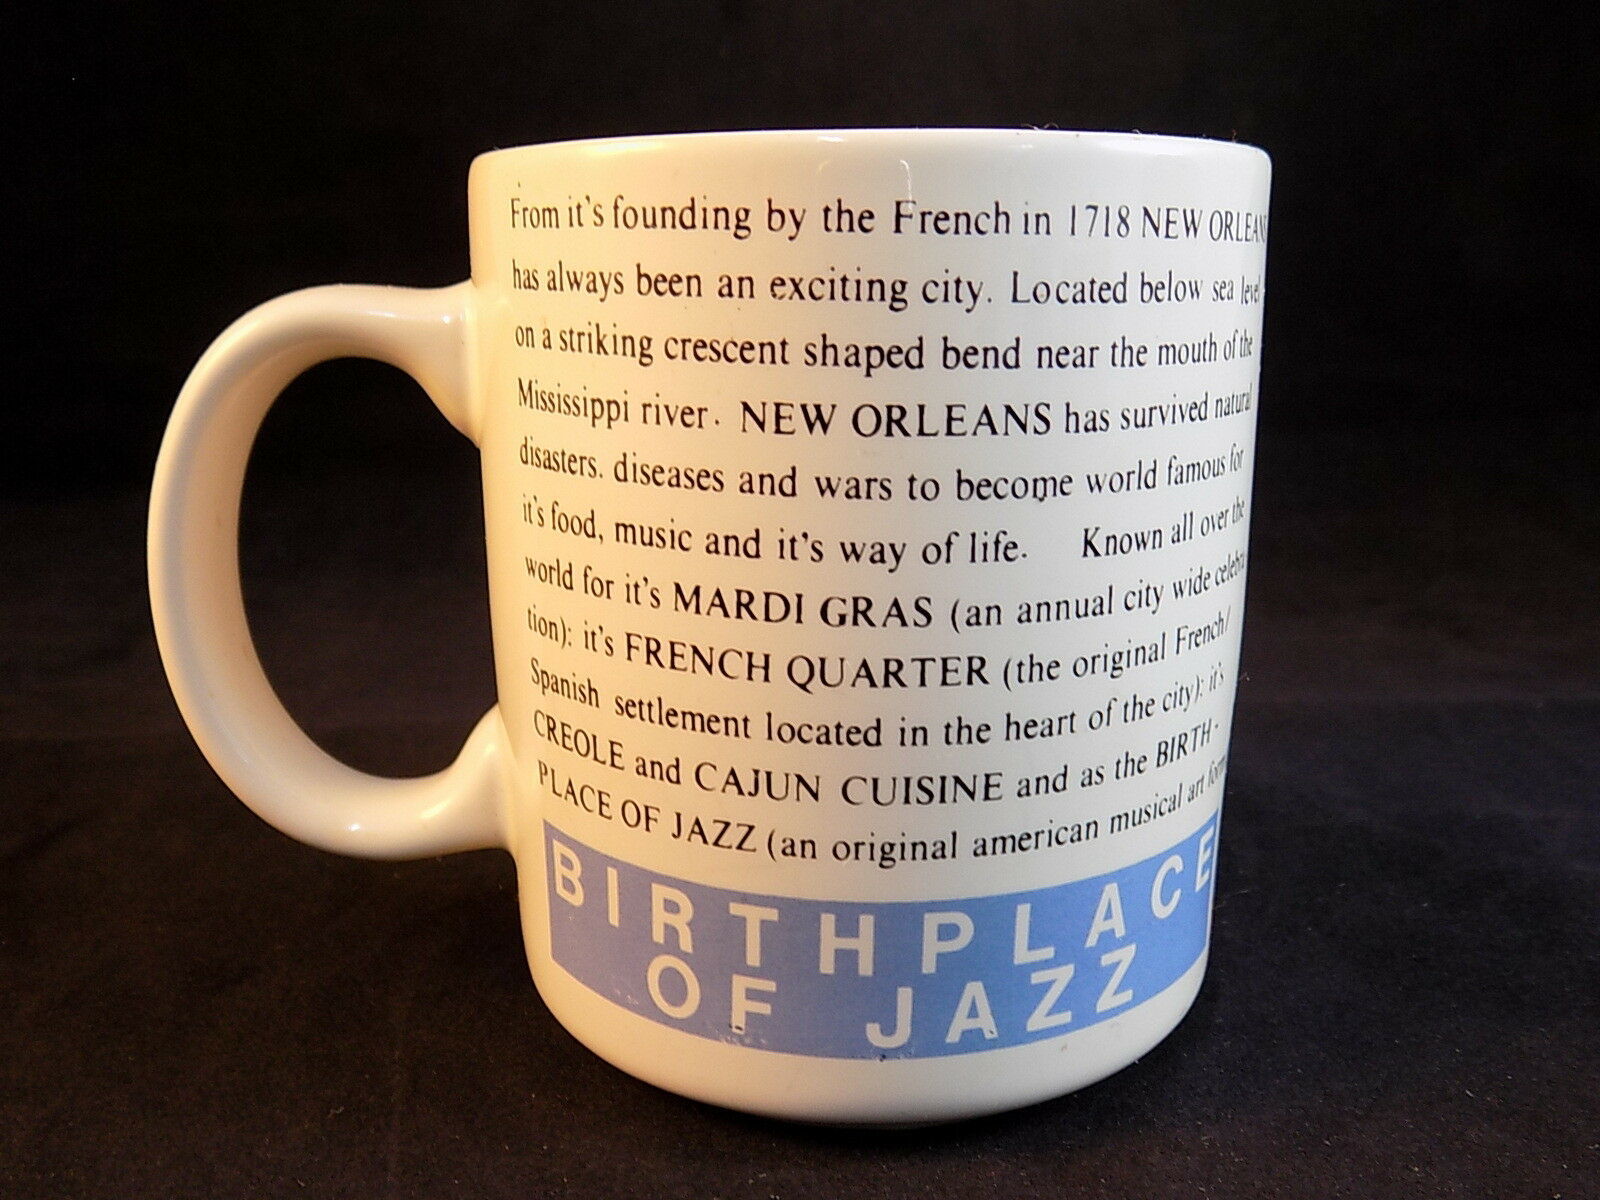 From it's founding by the French in 1718 NEW ORLEANS
has always been an exciting city. Located below sea level
on a striking crescent shaped bend near the mouth of the
Mississippi river. NEW ORLEANS has survived natural
disasters. diseases and wars to become world famous for
it's food, music and it's way of life. Known all over the
world for it's MARDI GRAS (an annual city wide celebra
tion): it's FRENCH QUARTER (the original French/
Spanish settlement located in the heart of the city); it's
CREOLE and CAJUN CUISINE and as the BIRTH-
PLACE OF JAZZ (an original american musical art form
BIRTHPLACE
OF JAZZ